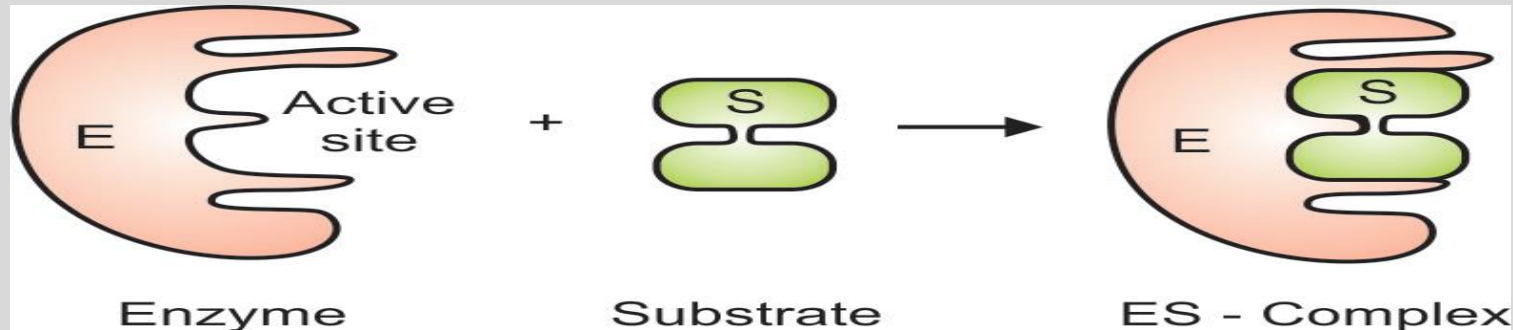 E
Active
site
+
S
E
S
Enzyme
Substrate
ES - Complex